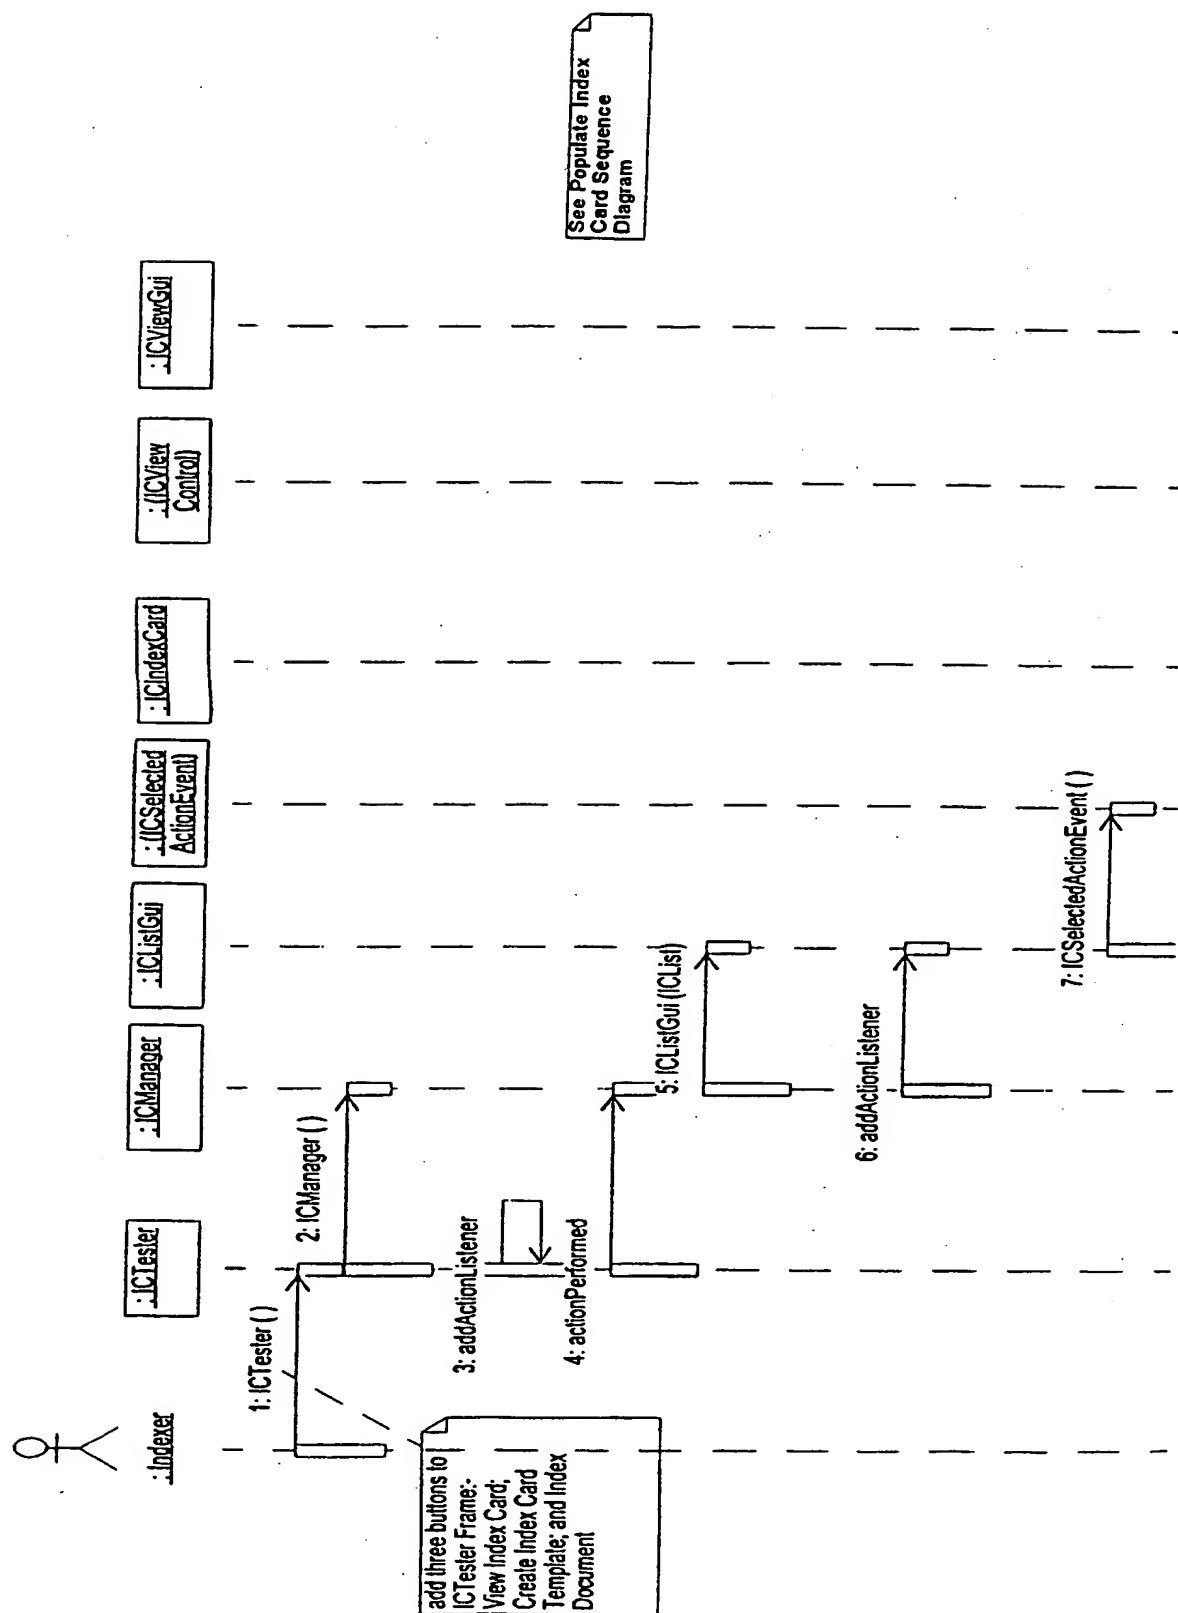 : Indexer
: ICTester
: ICManager
: ICListGui
: (ICSelected
ActionEvent)
: ICIndexCard
: (ICView
Control)
: ICViewGui
1: ICTester ( )
2: ICManager ( )
add three buttons to
ICTester Frame:-
View Index Card;
Create Index Card
Template; and Index
Document
3: addActionListener
4: actionPerformed
See Populate Index
Card Sequence
Diagram
5: ICListGui (ICList)
6: addActionListener
7: ICSelectedActionEvent ( )